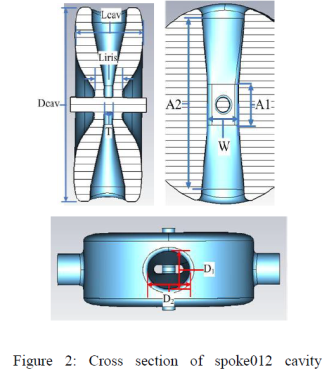 Lcav
Liris
Dcav
T
A2
A1
W
D1
D2
Figure 2: Cross section of spoke012 cavity